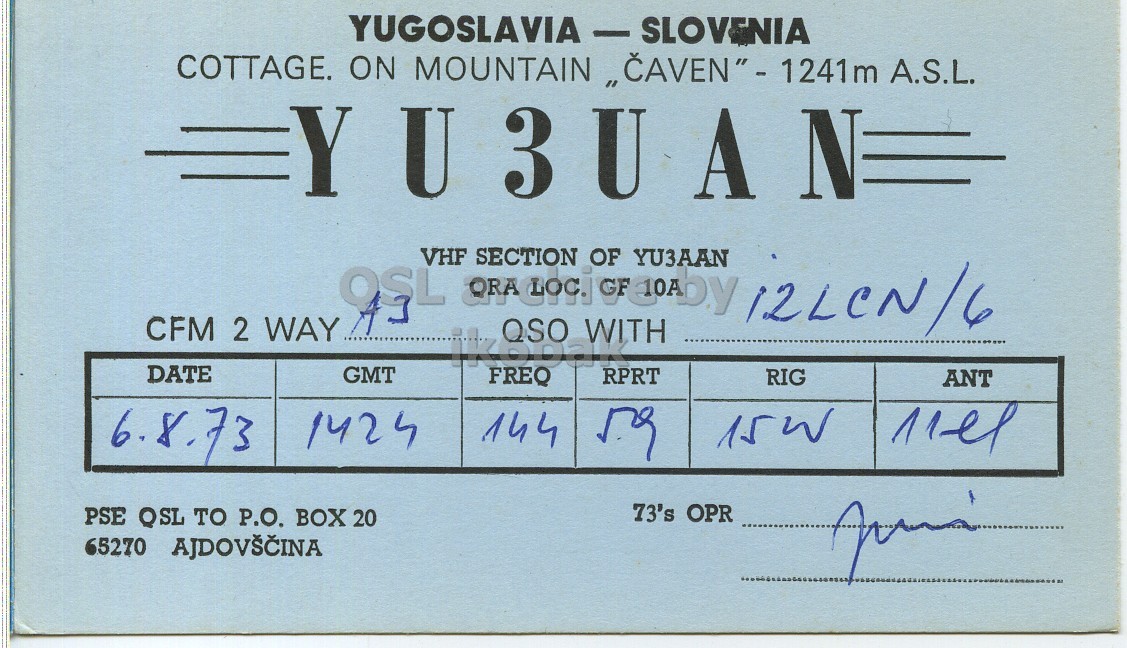 YUGOSLAVIA — SLOVENIA
COTTAGE. ON MOUNTAIN „ČAVEN” - 1241m A.S.L.
YU3UAN
VHF SECTION OF YU3AAN
QRA LOC. GF 10A
QSL archive by
CFM 2 WAY A3 QSO WITH i2LCN/6
ik6bak
DATE GMT FREQ RPRT RIG ANT
6.8.73 1424 144 5.9 15W 11el
PSE QSL TO P.O. BOX 20 73's OPR
65270 AJDOVŠČINA